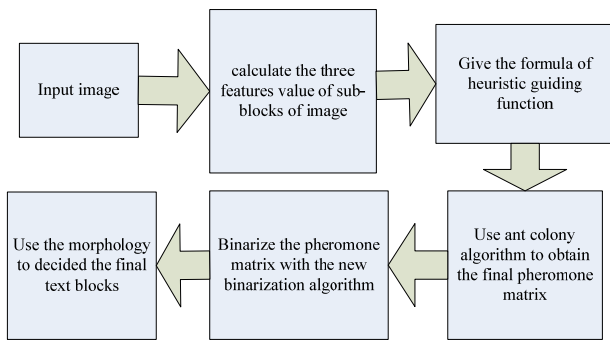 Input image
calculate the three
features value of sub-
blocks of image
Give the formula of
heuristic guiding
function
Use ant colony
algorithm to obtain
the final pheromone
matrix
Binarize the pheromone
matrix with the new
binarization algorithm
Use the morphology
to decided the final
text blocks